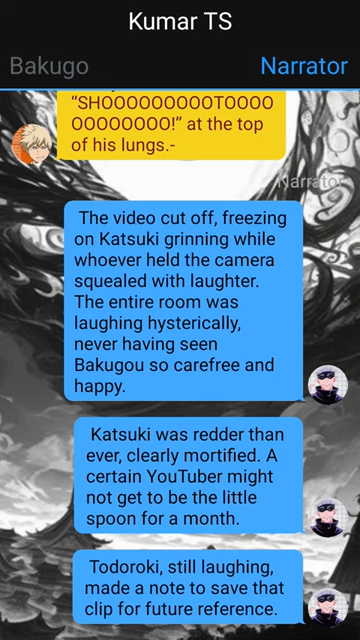 Kumar TS
Bakugo
Narrator
“SHOOOOOOOOOTOOOO
OOOOOOOOO!” at the top
of his lungs.-
Narrator
The video cut off, freezing
on Katsuki grinning while
whoever held the camera
squealed with laughter.
The entire room was
laughing hysterically,
never having seen
Bakugou so carefree and
happy.
Katsuki was redder than
ever, clearly mortified. A
certain YouTuber might
not get to be the little
spoon for a month.
Todoroki, still laughing,
made a note to save that
clip for future reference.